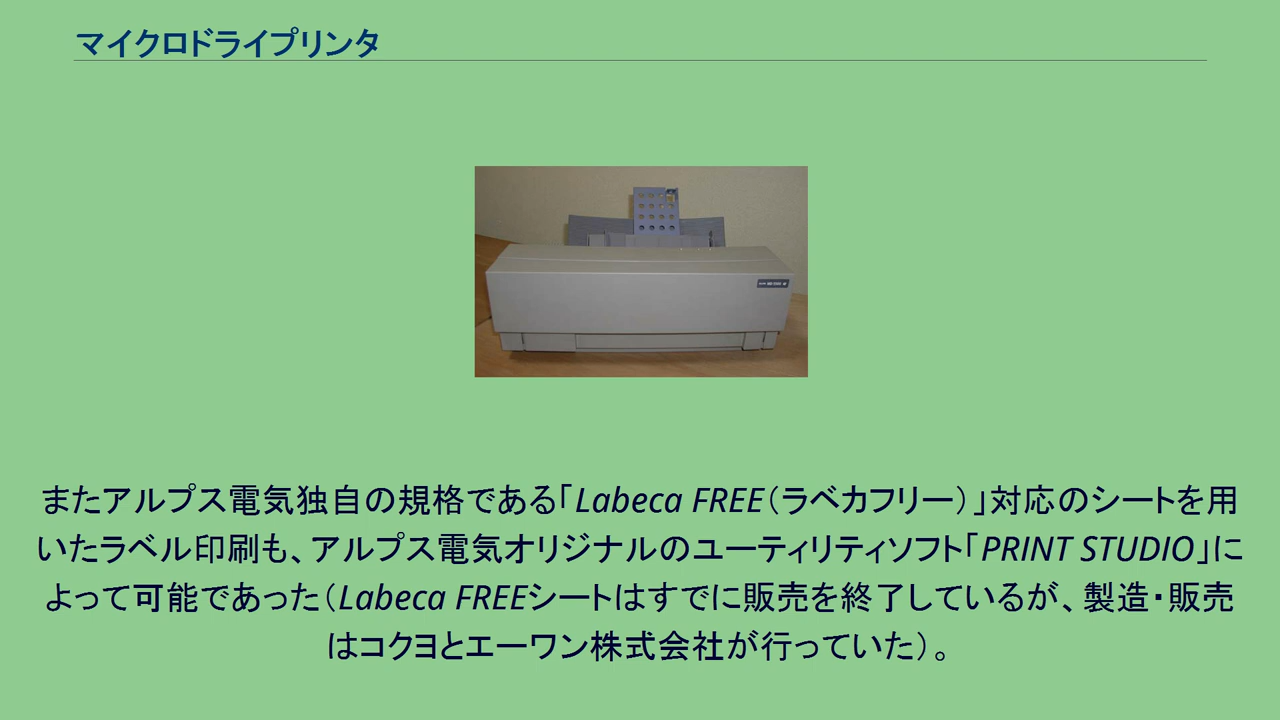 マイクロドライプリンタ
またアルプス電気独自の規格である「Labeca FREE（ラベカフリー）」対応のシートを用
いたラベル印刷も、アルプス電気オリジナルのユーティリティソフト「PRINT STUDIO」に
よって可能であった（Labeca FREEシートはすでに販売を終了しているが、製造・販売
はコクヨとエーワン株式会社が行っていた）。